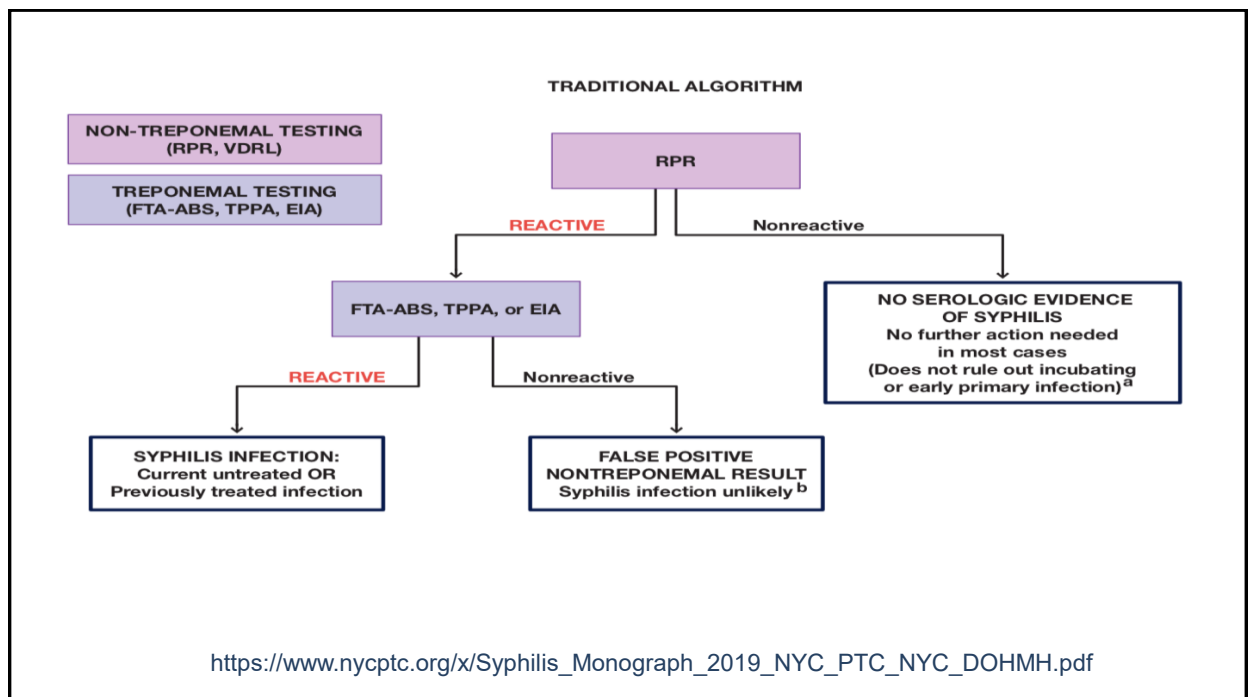 TRADITIONAL ALGORITHM
NON-TREPONEMAL TESTING
(RPR, VDRL)
TREPONEMAL TESTING
(FTA-ABS, TPPA, EIA)
RPR
REACTIVE
Nonreactive
FTA-ABS, TPPA, or EIA
NO SEROLOGIC EVIDENCE
OF SYPHILIS
No further action needed
in most cases
(Does not rule out incubating
or early primary infection)a
REACTIVE
Nonreactive
SYPHILIS INFECTION:
Current untreated OR
Previously treated infection
FALSE POSITIVE
NONTREPONEMAL RESULT
Syphilis infection unlikely b
https://www.nycptc.org/x/Syphilis_Monograph_2019_NYC_PTC_NYC_DOHMH.pdf